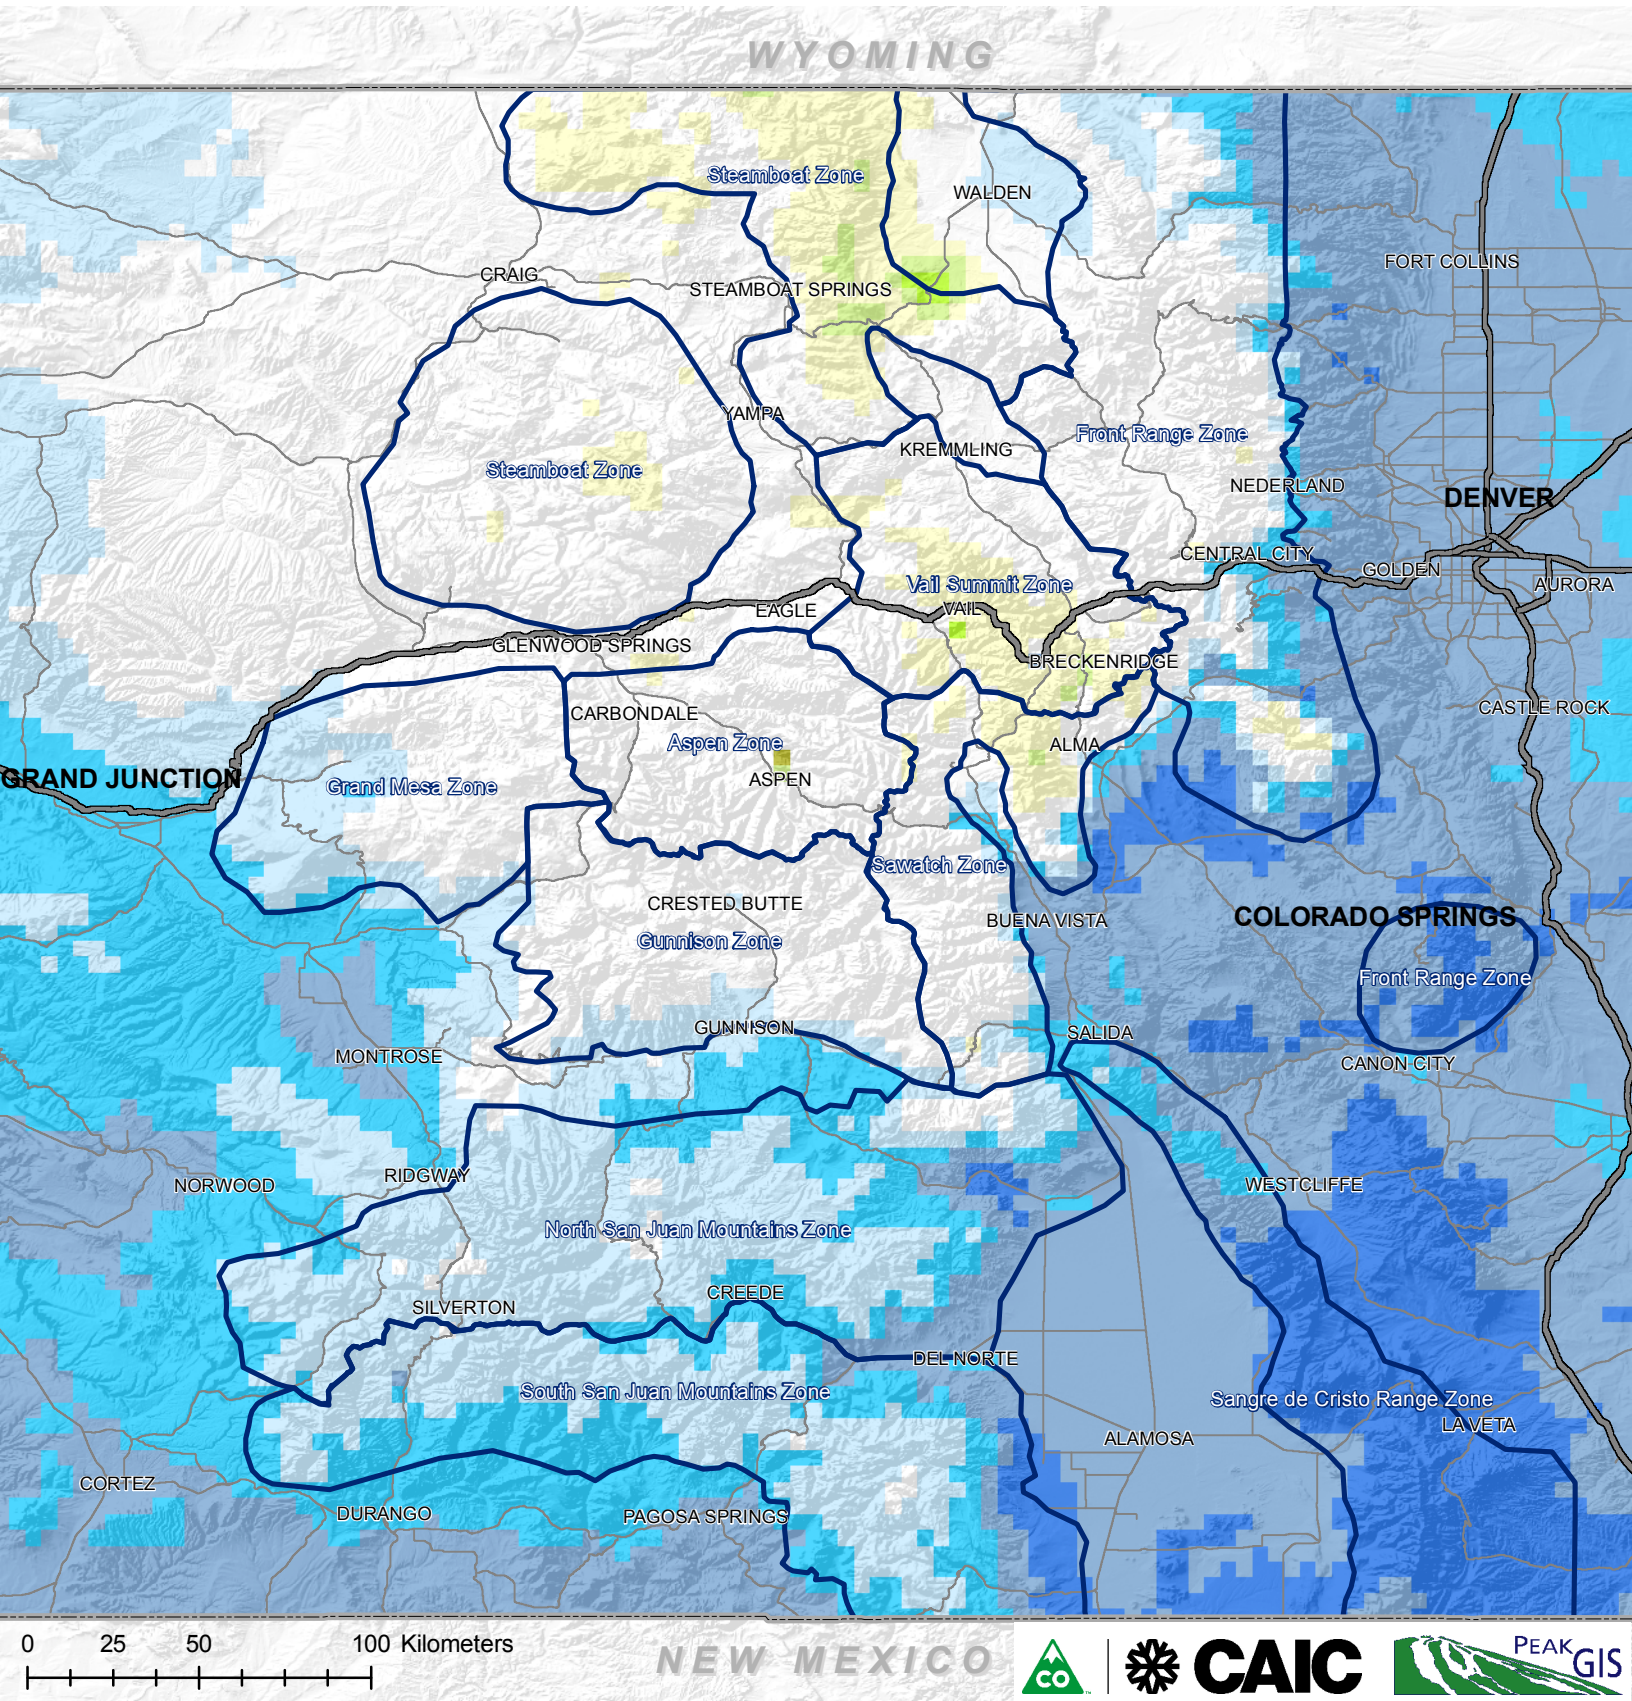 WYOMING
Steamboat Zone
WALDEN
FORT COLLINS
CRAIG
STEAMBOAT SPRINGS
YAMPA
KREMMLING
Front Range Zone
Steamboat Zone
NEDERLAND
DENVER
CENTRAL CITY
GOLDEN
AURORA
Vail Summit Zone
VAIL
EAGLE
GLENWOOD SPRINGS
BRECKENRIDGE
CARBONDALE
CASTLE ROCK
Aspen Zone
ALMA
GRAND JUNCTION
Grand Mesa Zone
ASPEN
Sawatch Zone
CRESTED BUTTE
BUENA VISTA
COLORADO SPRINGS
Gunnison Zone
Front Range Zone
GUNNISON
SALIDA
MONTROSE
CANON CITY
RIDGWAY
NORWOOD
WESTCLIFFE
North San Juan Mountains Zone
CREEDE
SILVERTON
DEL NORTE
South San Juan Mountains Zone
Sangre de Cristo Range Zone
LA VETA
ALAMOSA
CORTEZ
DURANGO
PAGOSA SPRINGS
0 25 50 100 Kilometers
NEW MEXICO
CO
CAIC
PEAK
GIS